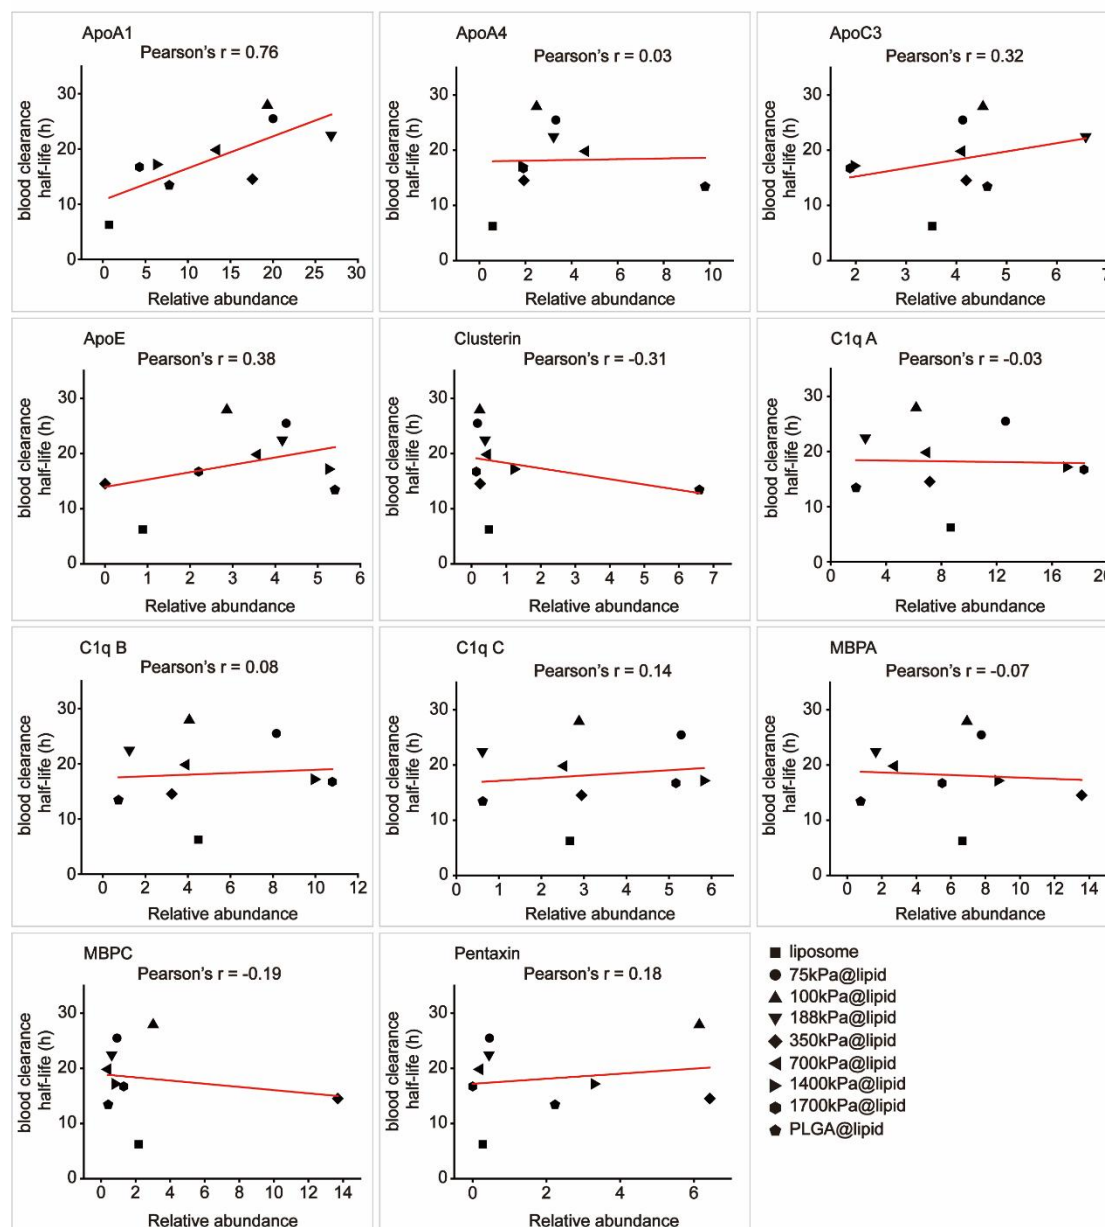 ApoA1
Pearson's r = 0.76
blood clearance
half-life (h)
30
20
10
0
0 5 10 15 20 25 30
Relative abundance
ApoA4
Pearson's r = 0.03
blood clearance
half-life (h)
30
20
10
0
0 2 4 6 8 10
Relative abundance
ApoC3
Pearson's r = 0.32
blood clearance
half-life (h)
30
20
10
0
2 3 4 5 6 7
Relative abundance
ApoE
Pearson's r = 0.38
blood clearance
half-life (h)
30
20
10
0
0 1 2 3 4 5 6
Relative abundance
Clusterin
Pearson's r = -0.31
blood clearance
half-life (h)
30
20
10
0
0 1 2 3 4 5 6 7
Relative abundance
C1q A
Pearson's r = -0.03
blood clearance
half-life (h)
30
20
10
0
0 4 8 12 16 20
Relative abundance
C1q B
Pearson's r = 0.08
blood clearance
half-life (h)
30
20
10
0
0 2 4 6 8 10 12
Relative abundance
C1q C
Pearson's r = 0.14
blood clearance
half-life (h)
30
20
10
0
0 1 2 3 4 5 6
Relative abundance
MBPA
Pearson's r = -0.07
blood clearance
half-life (h)
30
20
10
0
0 2 4 6 8 10 12 14
Relative abundance
MBPC
Pearson's r = -0.19
blood clearance
half-life (h)
30
20
10
0
0 2 4 6 8 10 12 14
Relative abundance
Pentaxin
Pearson's r = 0.18
blood clearance
half-life (h)
30
20
10
0
0 2 4 6
Relative abundance
liposome
75kPa@lipid
100kPa@lipid
188kPa@lipid
350kPa@lipid
700kPa@lipid
1400kPa@lipid
1700kPa@lipid
PLGA@lipid